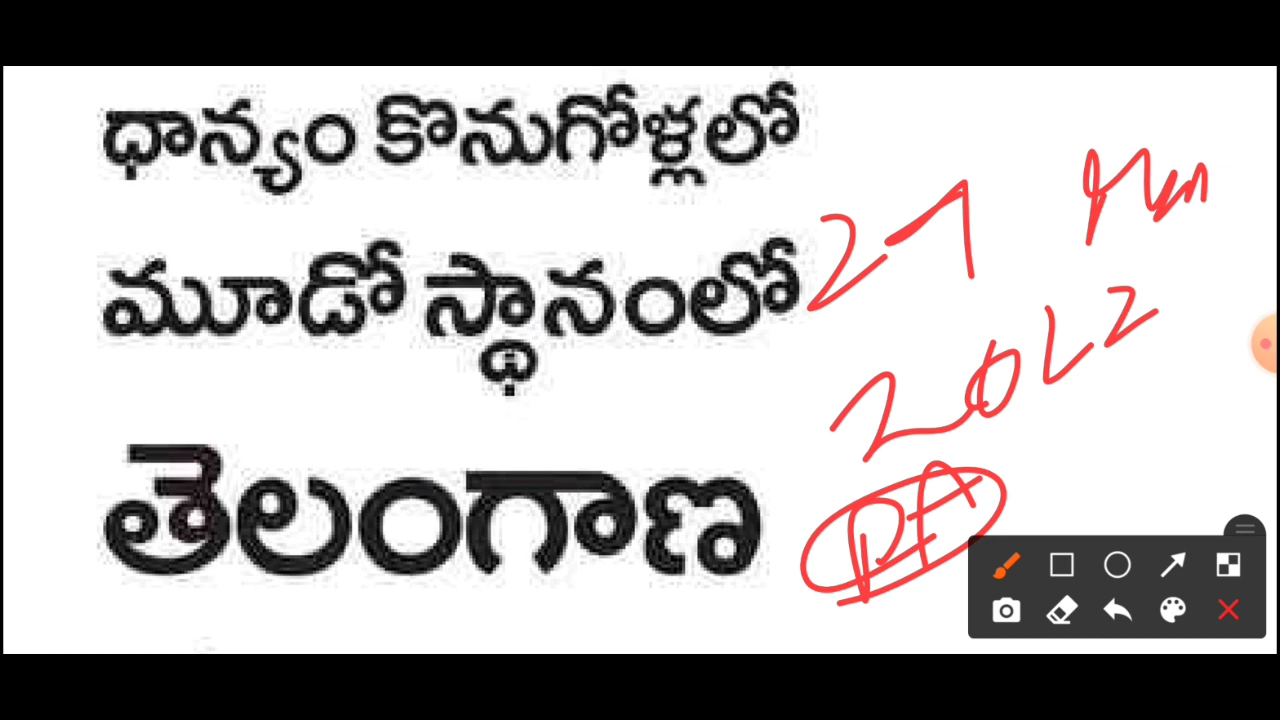 ధాన్యం కొనుగోళ్లలో
మూడో స్థానంలో
తెలంగాణ
27
2022